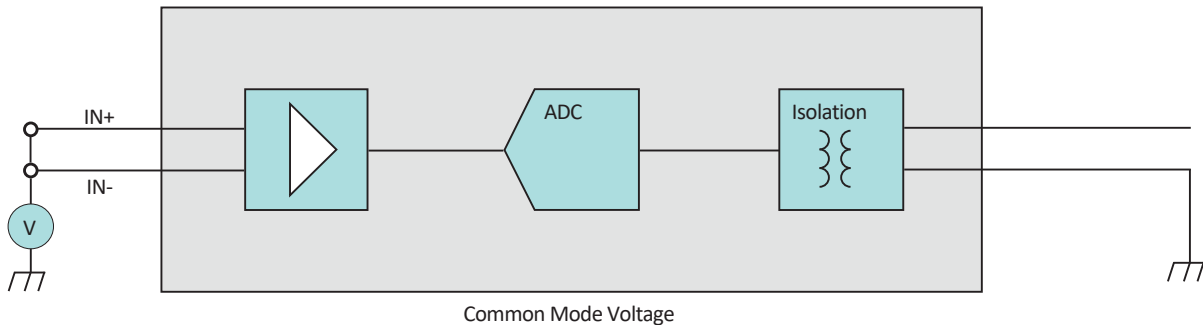 IN+
ADC
Isolation
IN-
V
Common Mode Voltage